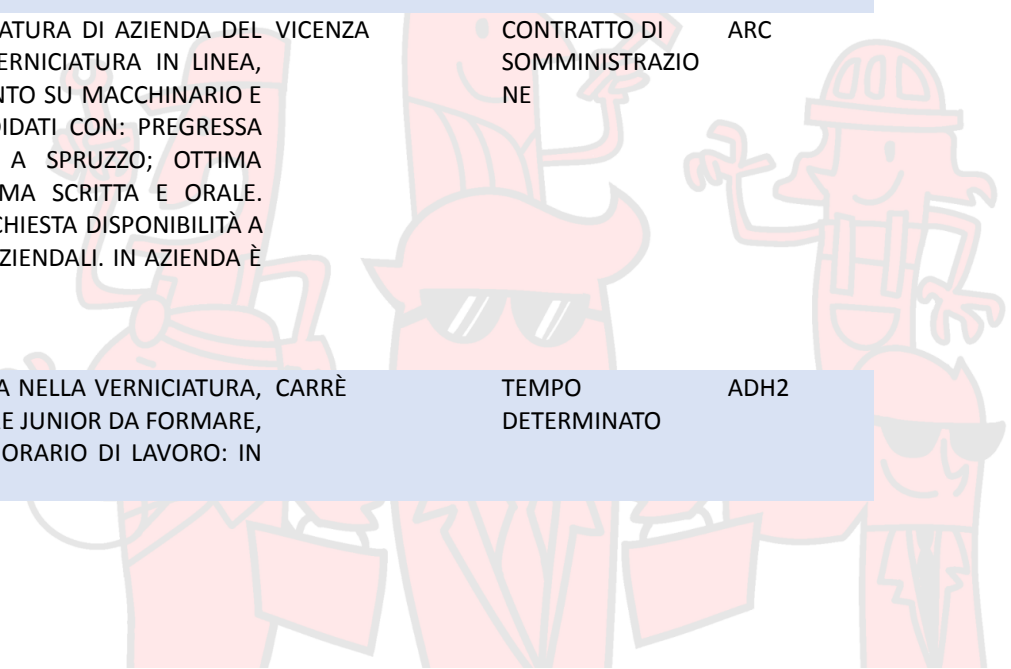 ATURA DI AZIENDA DEL VICENZA CONTRATTO DI ARC
ERNICIATURA IN LINEA, SOMMINISTRAZIO
NTO SU MACCHINARIO E NE
DIDATI CON: PREGRESSA
A SPRUZZO; OTTIMA
MA SCRITTA E ORALE.
CHIESTA DISPONIBILITÀ A
ZIENDALI. IN AZIENDA È
A NELLA VERNICIATURA, CARRÈ TEMPO ADH2
E JUNIOR DA FORMARE, DETERMINATO
ORARIO DI LAVORO: IN